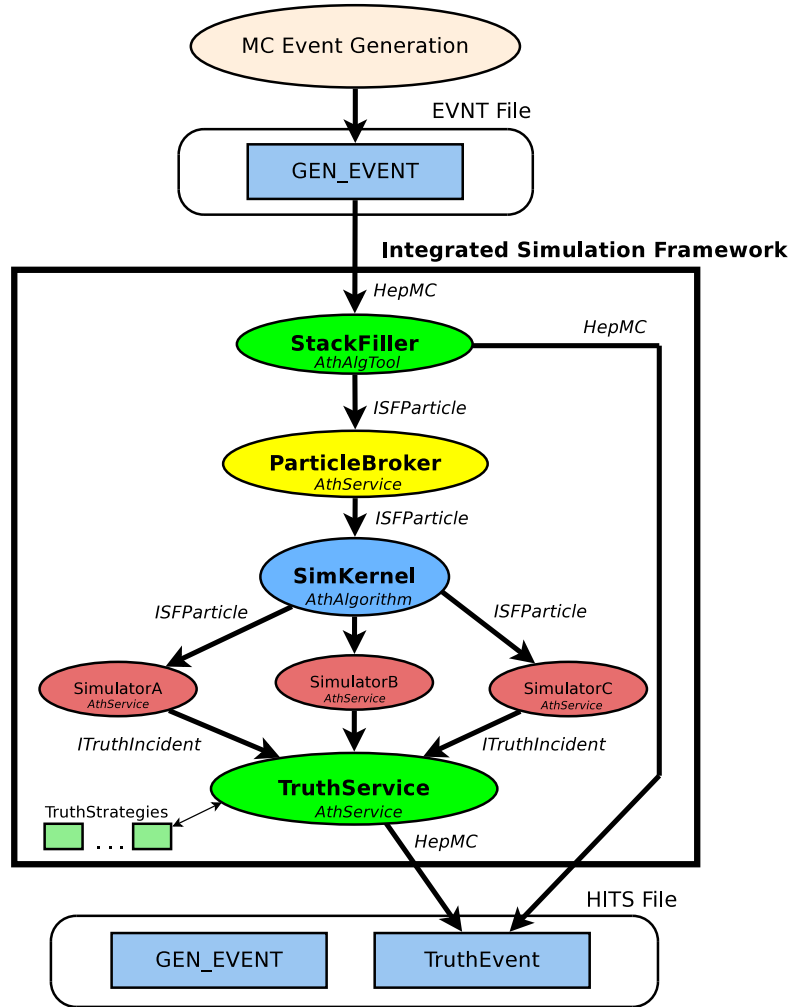 MC Event Generation
EVNT File
GEN_EVENT
Integrated Simulation Framework
HepMC
HepMC
StackFiller
AthAlgTool
ISFParticle
ParticleBroker
AthService
ISFParticle
SimKernel
AthAlgorithm
ISFParticle
ISFParticle
SimulatorA
AthService
SimulatorB
AthService
SimulatorC
AthService
ITruthIncident
ITruthIncident
TruthService
AthService
TruthStrategies
...
HepMC
HITS File
GEN_EVENT
TruthEvent